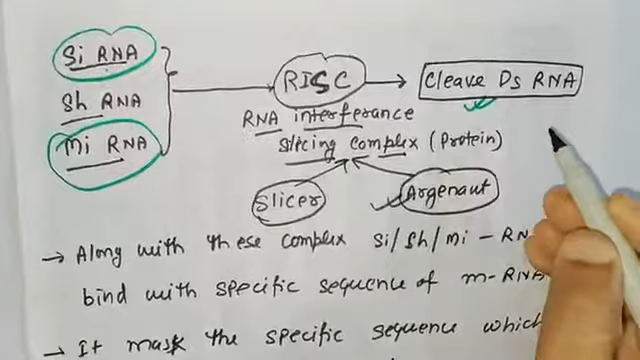 Si RNA
Sh RNA
Mi RNA
RISC
Cleave Ds RNA
RNA interferance
Slicing complex (Protein)
Slicer
Argenaut
→ Along with these complex Si/Sh/Mi - RN
bind with specific sequence of m-RNA
→ It mask the specific sequence which